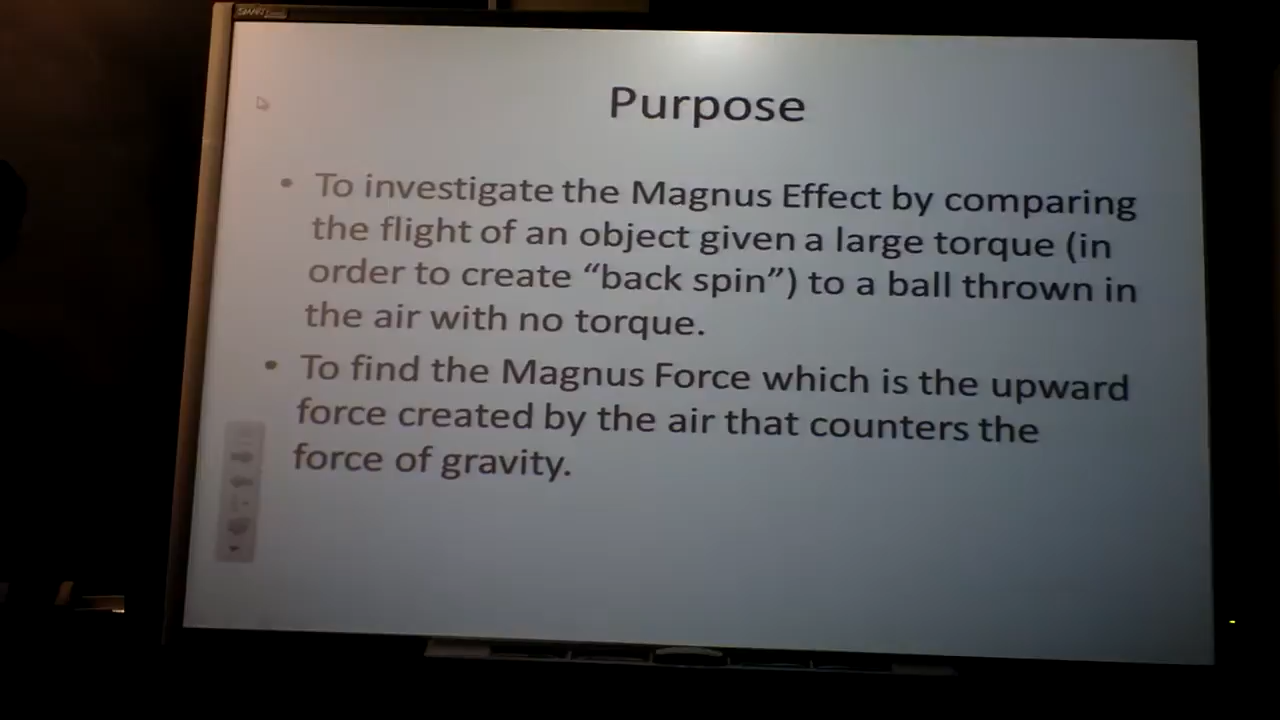 SMART
Purpose
• To investigate the Magnus Effect by comparing
the flight of an object given a large torque (in
order to create “back spin”) to a ball thrown in
the air with no torque.
• To find the Magnus Force which is the upward
force created by the air that counters the
force of gravity.